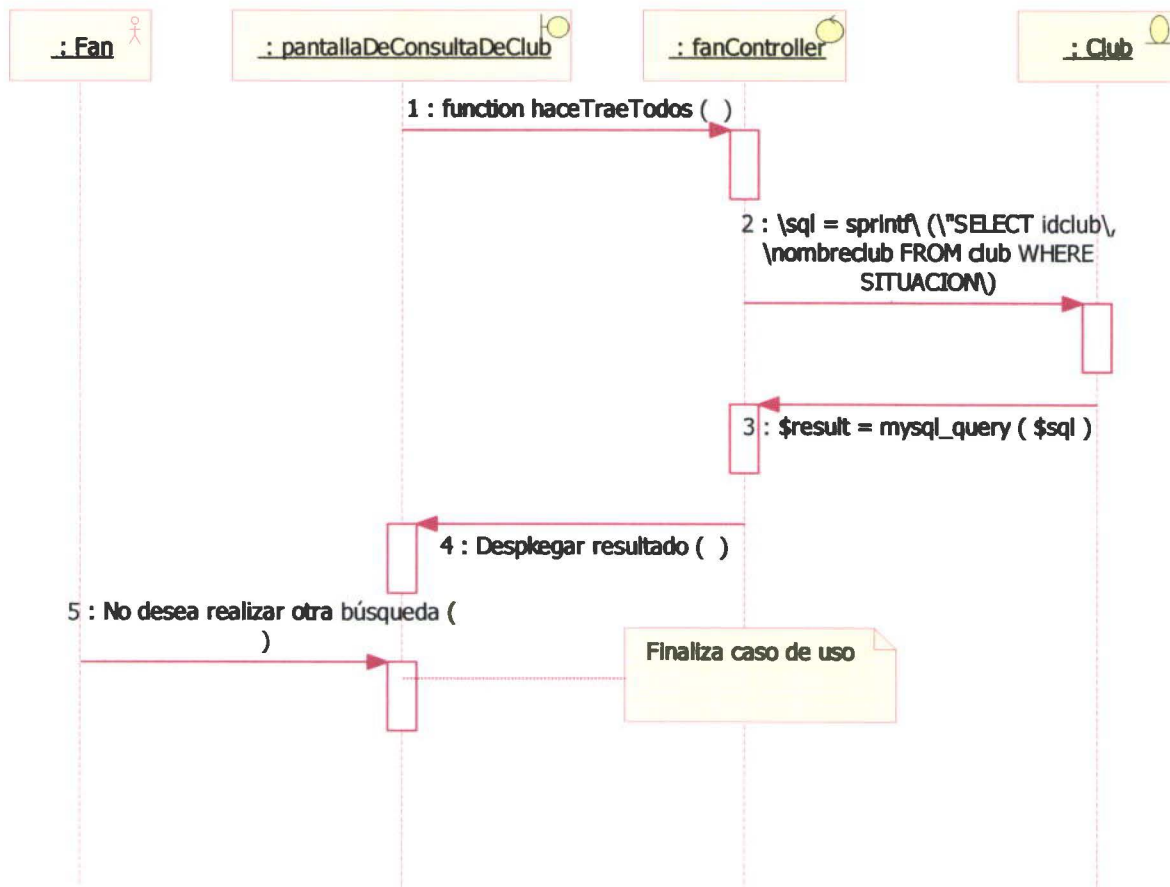 : Fan
: pantallaDeConsultaDeClub
: fanController
: Club
1 : function haceTraeTodos ( )
2 : \sql = sprintf\ (\"SELECT idclub\,
\nombreclub FROM club WHERE
SITUACION\)
3 : $result = mysql_query ( $sql )
4 : Despkegar resultado ( )
5 : No desea realizar otra búsqueda (
)
Finaliza caso de uso